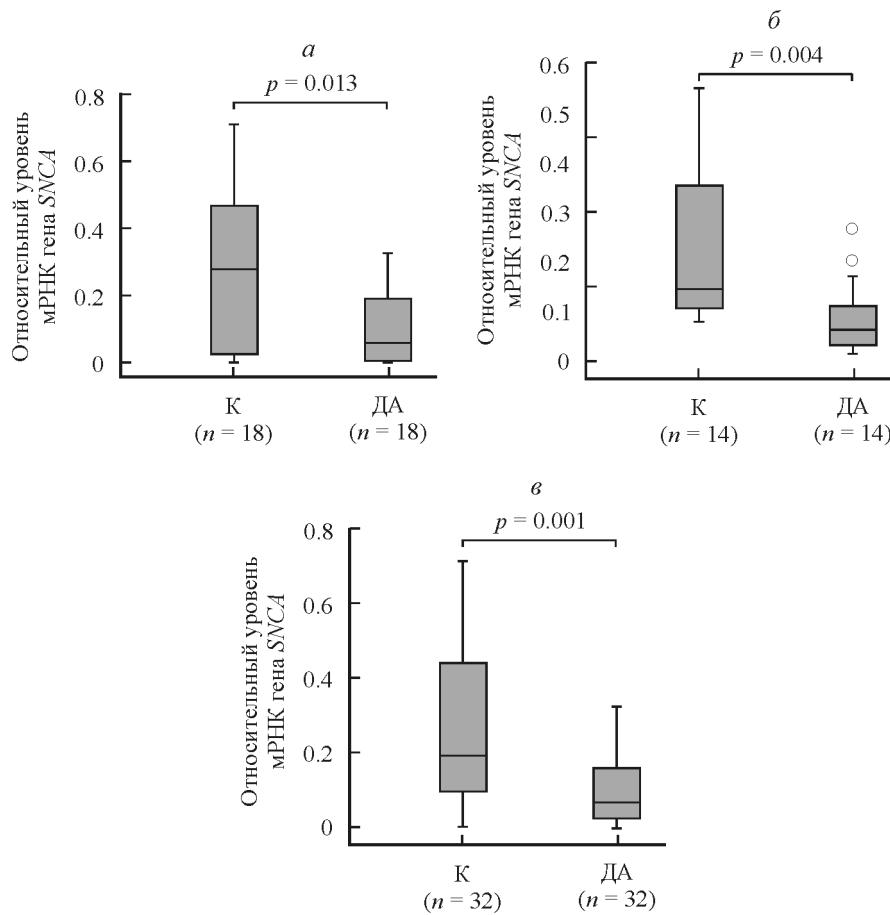 а
p = 0.013
Относительный уровень
мРНК гена SNCA
0.8
0.6
0.4
0.2
0
К
(n = 18)
ДА
(n = 18)
б
p = 0.004
Относительный уровень
мРНК гена SNCA
0.6
0.5
0.3
0.2
0.1
0
К
(n = 14)
ДА
(n = 14)
в
p = 0.001
Относительный уровень
мРНК гена SNCA
0.8
0.6
0.4
0.2
0
К
(n = 32)
ДА
(n = 32)